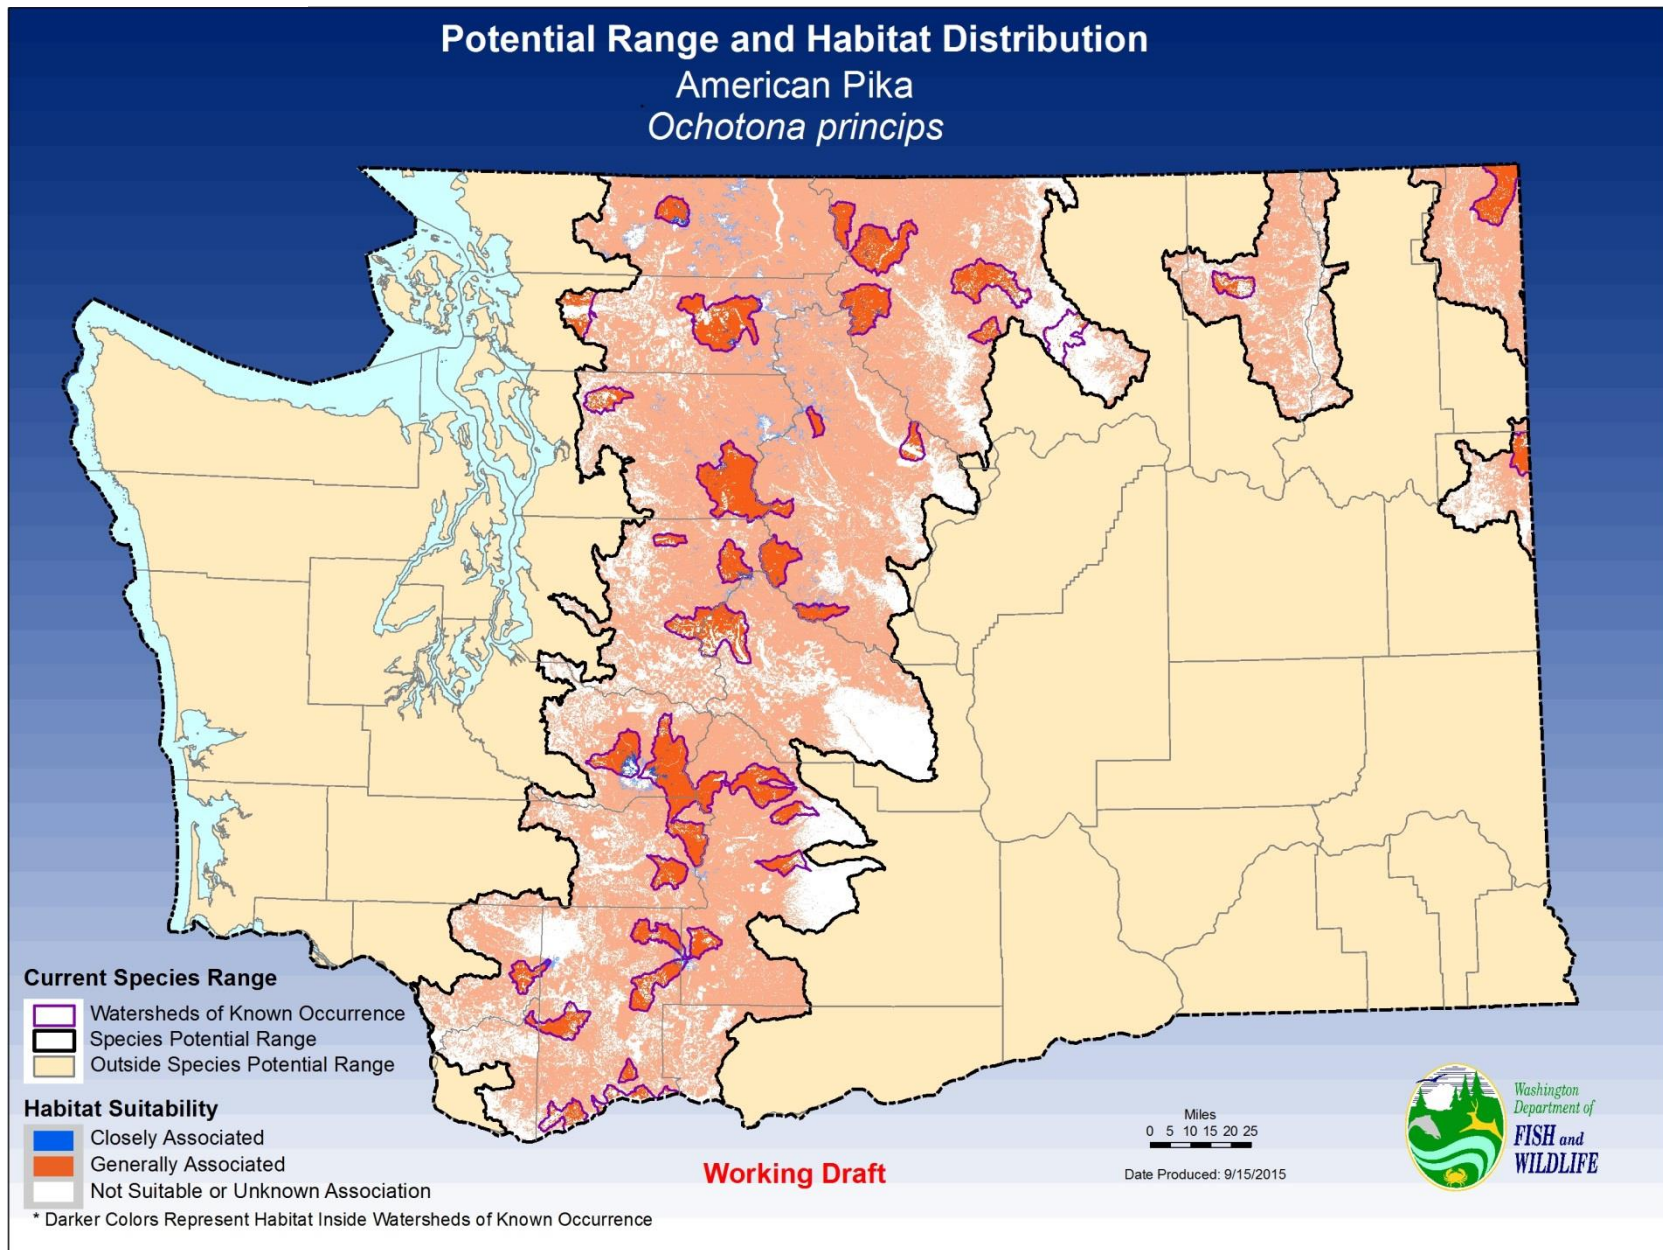 Potential Range and Habitat Distribution
American Pika
Ochotona princips
Current Species Range
Watersheds of Known Occurrence
Species Potential Range
Outside Species Potential Range
Habitat Suitability
Closely Associated
Generally Associated
Not Suitable or Unknown Association
* Darker Colors Represent Habitat Inside Watersheds of Known Occurrence
Working Draft
Miles
0 5 10 15 20 25
Date Produced: 9/15/2015
Washington
Department of
FISH and
WILDLIFE